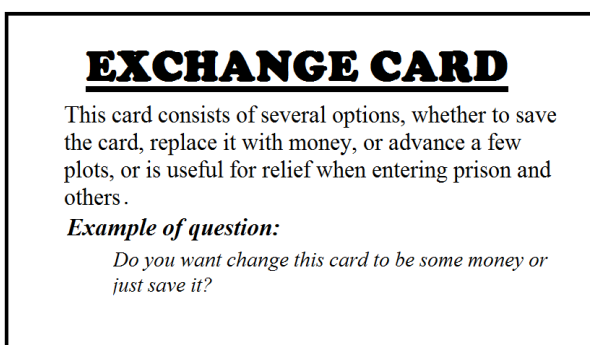 EXCHANGE CARD
This card consists of several options, whether to save
the card, replace it with money, or advance a few
plots, or is useful for relief when entering prison and
others.
Example of question:
Do you want change this card to be some money or
just save it?